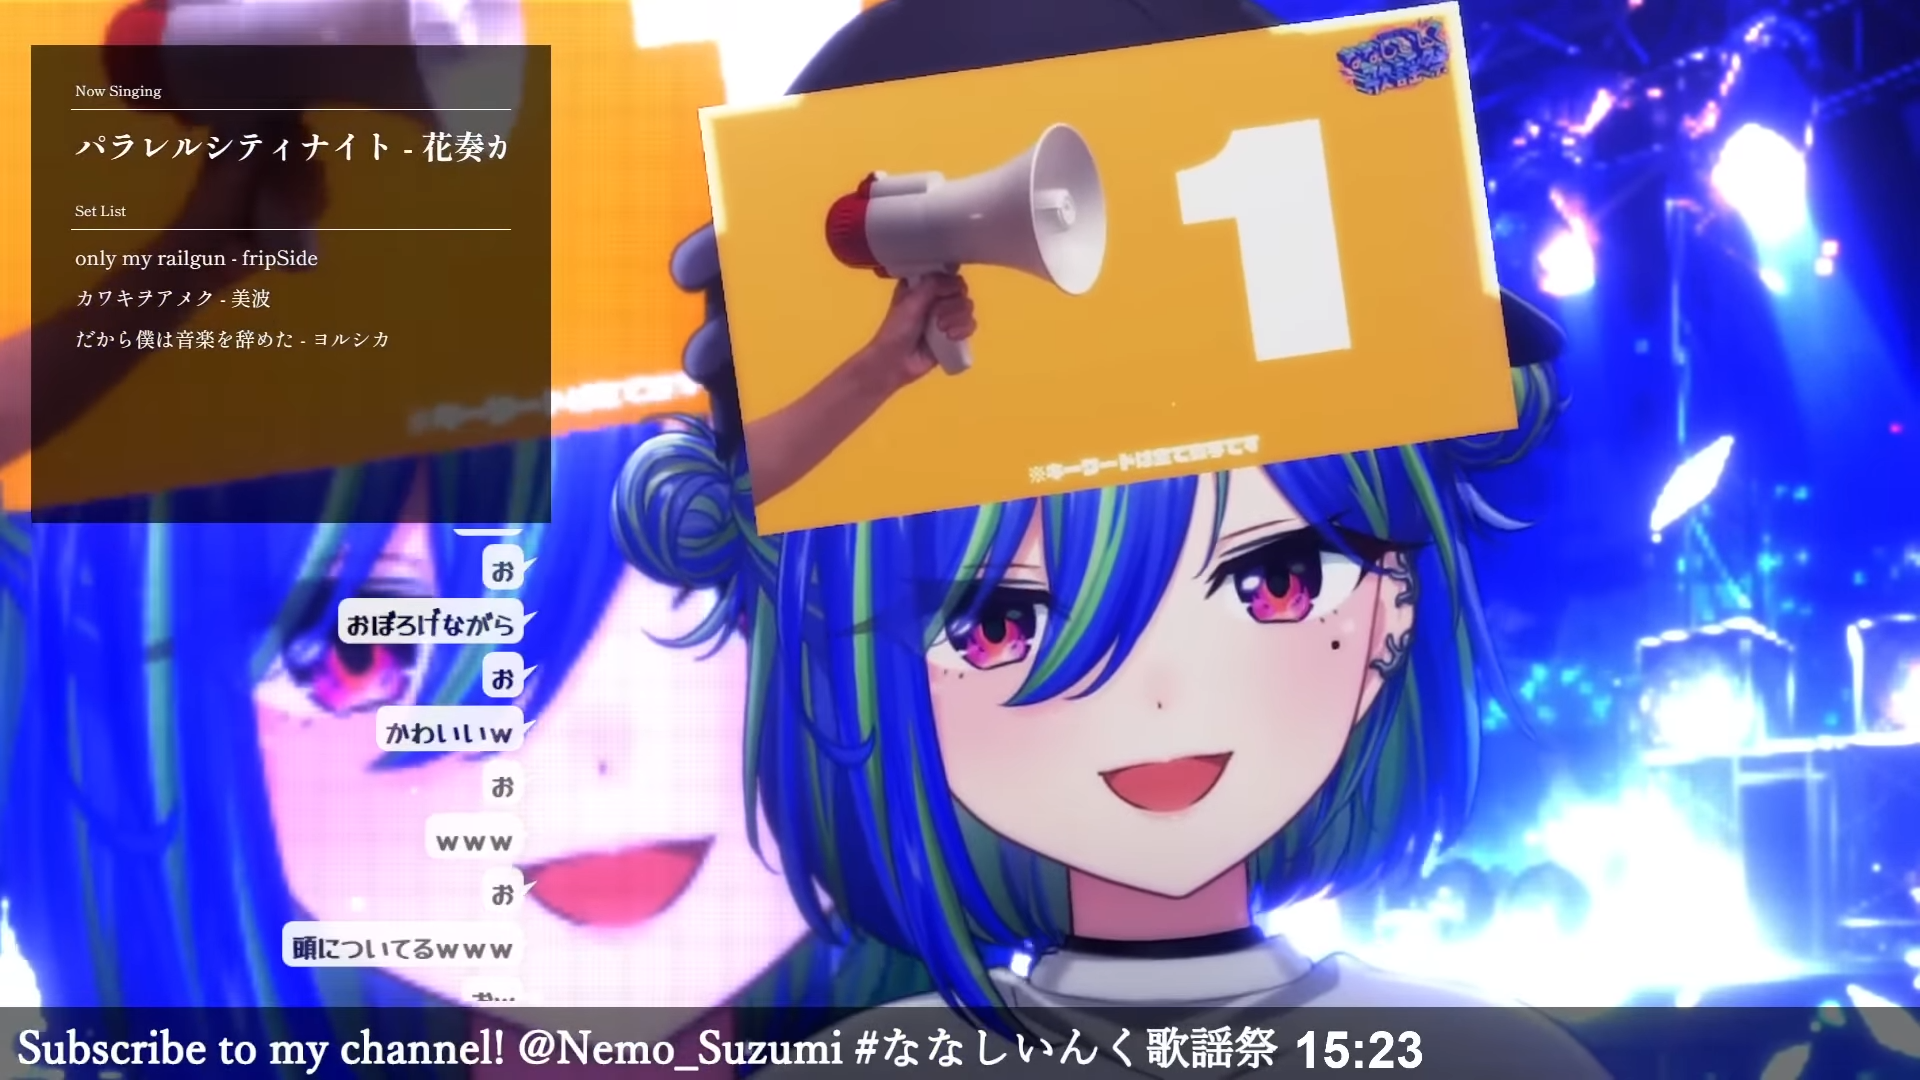 Now Singing
パラレルシティナイト - 花奏カ
Set List
only my railgun - fripSide
カワキヲアメク - 美波
だから僕は音楽を辞めた - ヨルシカ
1
お
おぼろげながら
お
かわいいｗ
お
ｗｗｗ
お
頭についてるｗｗｗ
Subscribe to my channel! @Nemo_Suzumi #ななしいんく歌謡祭 15:23